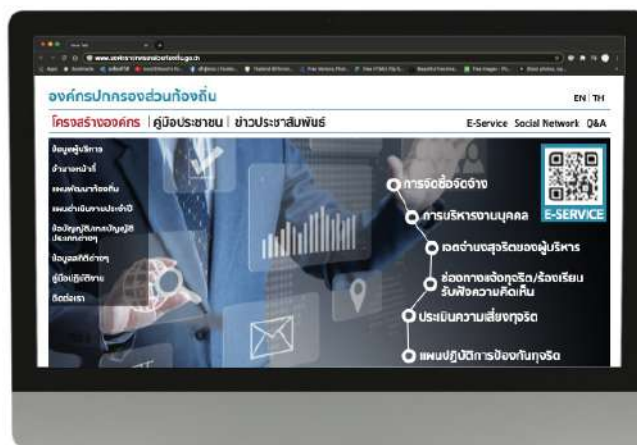 องค์กรปกครองส่วนท้องถิ่น
EN | TH
โครงสร้างองค์กร | คู่มือประชาชน | ข่าวประชาสัมพันธ์
E-Service Social Network Q&A
ข้อมูลผู้บริหาร
อำนาจหน้าที่
แผนพัฒนาท้องถิ่น
แผนดำเนินงานประจำปี
ข้อบัญญัติ/เทศบัญญัติ
ประเภทต่างๆ
ข้อมูลสถิติต่างๆ
คู่มือปฏิบัติงาน
ติดต่อเรา
การจัดซื้อจัดจ้าง
การบริหารงานบุคคล
เจตจำนงสุจริตของผู้บริหาร
ช่องทางแจ้งทุจริต/ร้องเรียน
รับฟังความคิดเห็น
ประเมินความเสี่ยงทุจริต
แผนปฏิบัติการป้องกันทุจริต
E-SERVICE